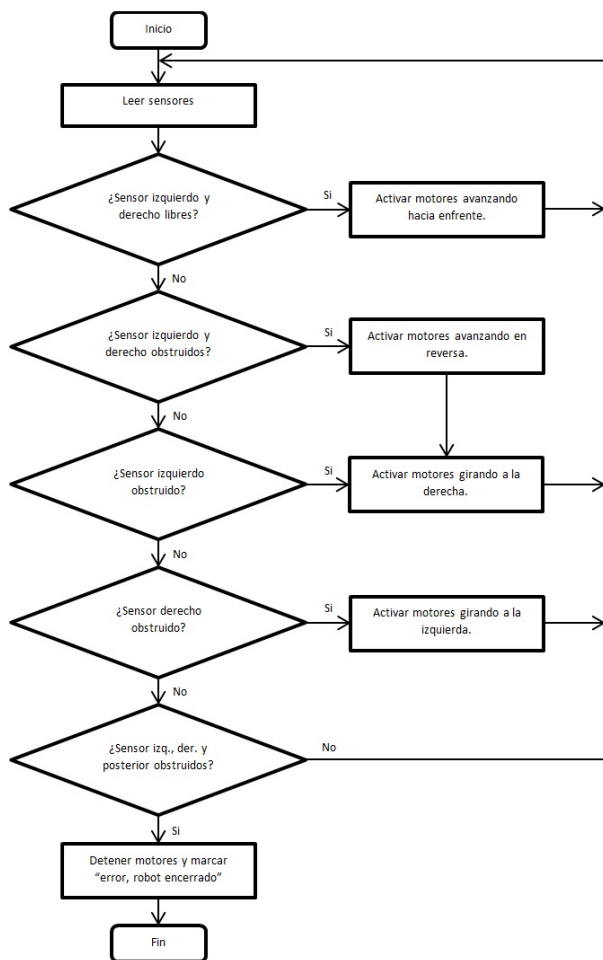 Inicio
Leer sensores
¿Sensor izquierdo y
derecho libres?
Si
Activar motores avanzando
hacia enfrente.
No
¿Sensor izquierdo y
derecho obstruidos?
Si
Activar motores avanzando en
reversa.
No
¿Sensor izquierdo
obstruido?
Si
Activar motores girando a la
derecha.
No
¿Sensor derecho
obstruido?
Si
Activar motores girando a la
izquierda.
No
¿Sensor izq., der. y
posterior obstruidos?
No
Si
Detener motores y marcar
“error, robot encerrado”
Fin